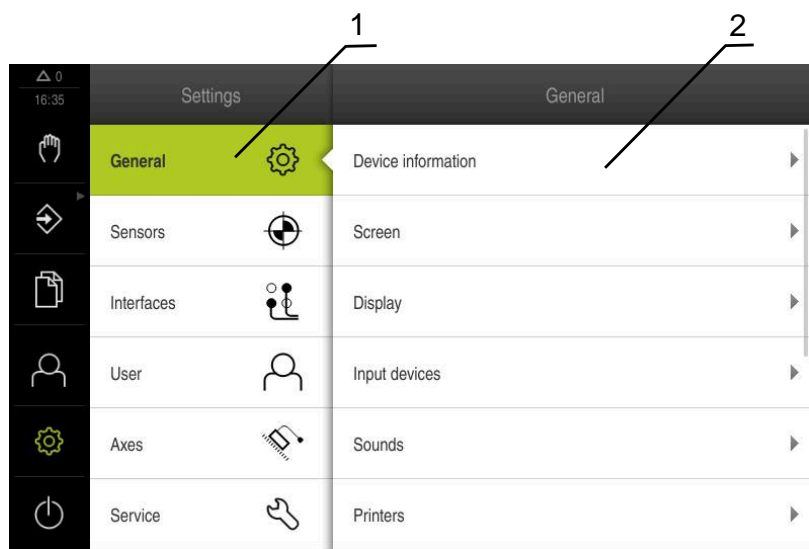 1
2
0
16:35
Settings
General
General
Sensors
Interfaces
User
Axes
Service
Device information
Screen
Display
Input devices
Sounds
Printers